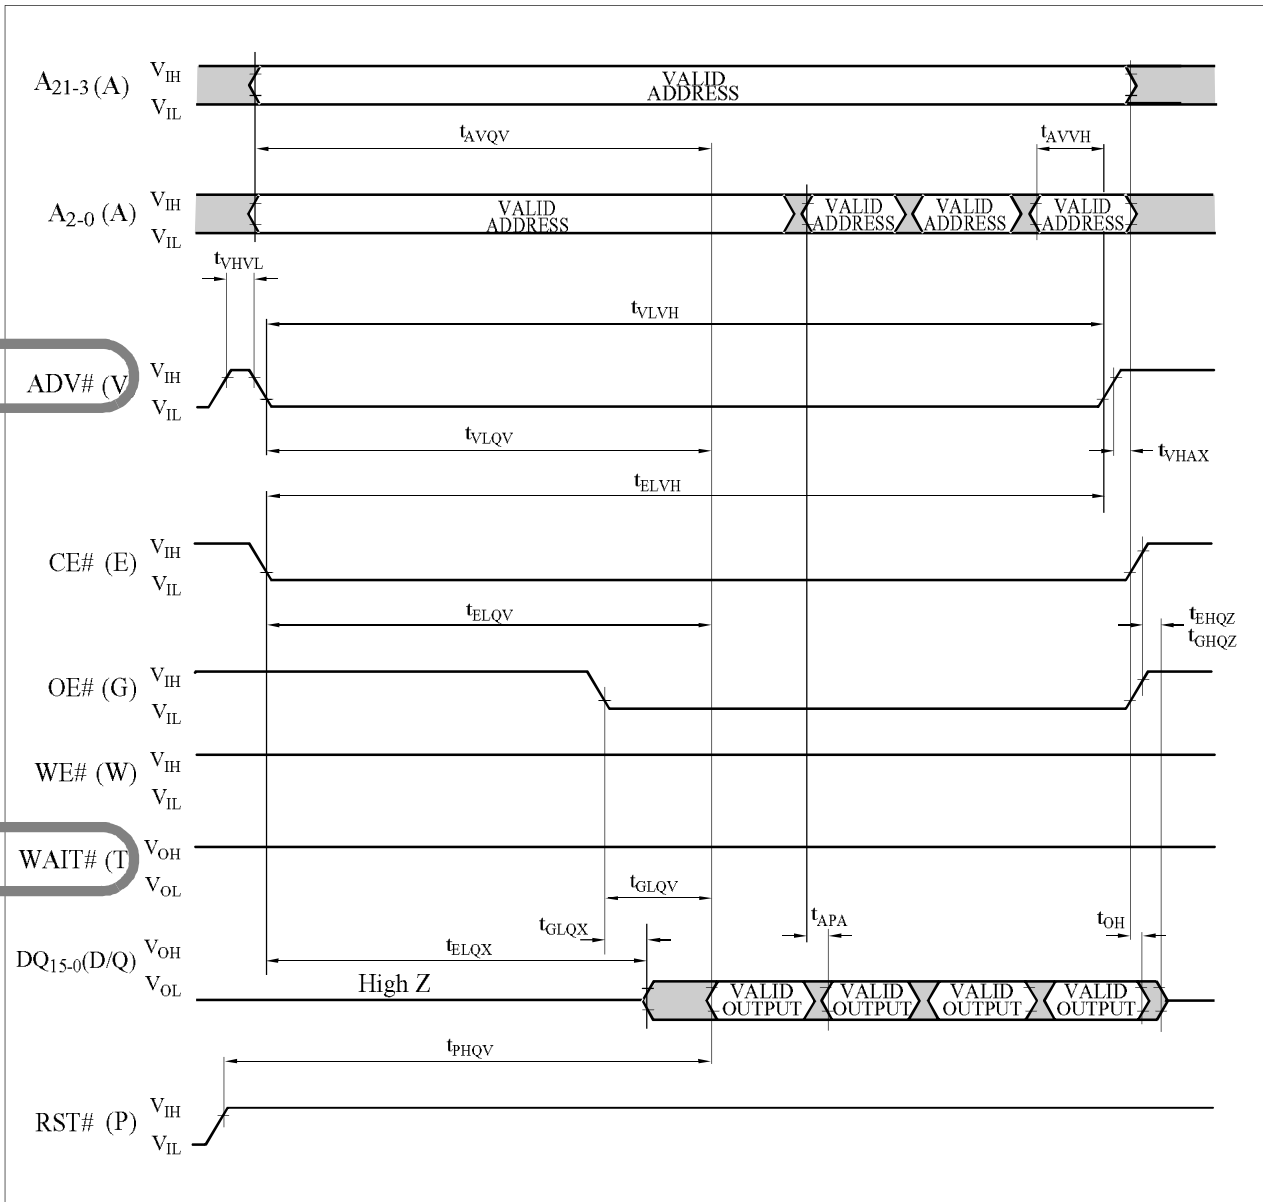 A21-3 (A) VIH VALID
VIL ADDRESS
tAVQV tAVVH
A2-0 (A) VIH VALID VALID VALID VALID
VIL ADDRESS ADDRESS ADDRESS ADDRESS
tVHVL
tVLVH
ADV# (V VIH
VIL
tVLQV tVHAX
tELVH
CE# (E) VIH
VIL
tELQV tEHQZ
tGHQZ
OE# (G) VIH
VIL
WE# (W) VIH
VIL
WAIT# (T VOH
VOL
tGLQV
tGLQX tAPA tOH
tELQX
DQ15-0(D/Q) VOH
VOL High Z VALID VALID VALID VALID
OUTPUT OUTPUT OUTPUT OUTPUT
tPHQV
RST# (P) VIH
VIL